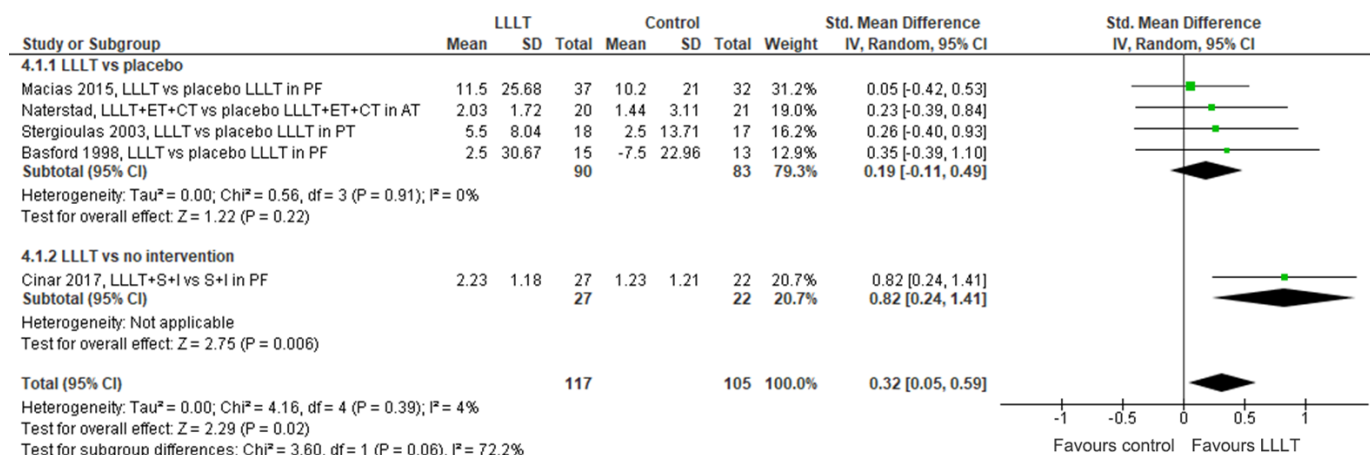 LLLT Control Std. Mean Difference Std. Mean Difference
Study or Subgroup Mean SD Total Mean SD Total Weight IV, Random, 95% CI IV, Random, 95% CI
4.1.1 LLLT vs placebo
Macias 2015, LLLT vs placebo LLLT in PF 11.5 25.68 37 10.2 21 32 31.2% 0.05 [-0.42, 0.53]
Naterstad, LLLT+ET+CT vs placebo LLLT+ET+CT in AT 2.03 1.72 20 1.44 3.11 21 19.0% 0.23 [-0.39, 0.84]
Stergioulas 2003, LLLT vs placebo LLLT in PT 5.5 8.04 18 2.5 13.71 17 16.2% 0.26 [-0.40, 0.93]
Basford 1998, LLLT vs placebo LLLT in PF 2.5 30.67 15 -7.5 22.96 13 12.9% 0.35 [-0.39, 1.10]
Subtotal (95% CI) 90 83 79.3% 0.19 [-0.11, 0.49]
Heterogeneity: Tau² = 0.00; Chi² = 0.56, df = 3 (P = 0.91); I² = 0%
Test for overall effect: Z = 1.22 (P = 0.22)
4.1.2 LLLT vs no intervention
Cinar 2017, LLLT+S+I vs S+I in PF 2.23 1.18 27 1.23 1.21 22 20.7% 0.82 [0.24, 1.41]
Subtotal (95% CI) 27 22 20.7% 0.82 [0.24, 1.41]
Heterogeneity: Not applicable
Test for overall effect: Z = 2.75 (P = 0.006)
Total (95% CI) 117 105 100.0% 0.32 [0.05, 0.59]
Heterogeneity: Tau² = 0.00; Chi² = 4.16, df = 4 (P = 0.39); I² = 4%
Test for overall effect: Z = 2.29 (P = 0.02)
Test for subgroup differences: Chi² = 3.60, df = 1 (P = 0.06), I² = 72.2%
-1 -0.5 0 0.5 1
Favours control Favours LLLT